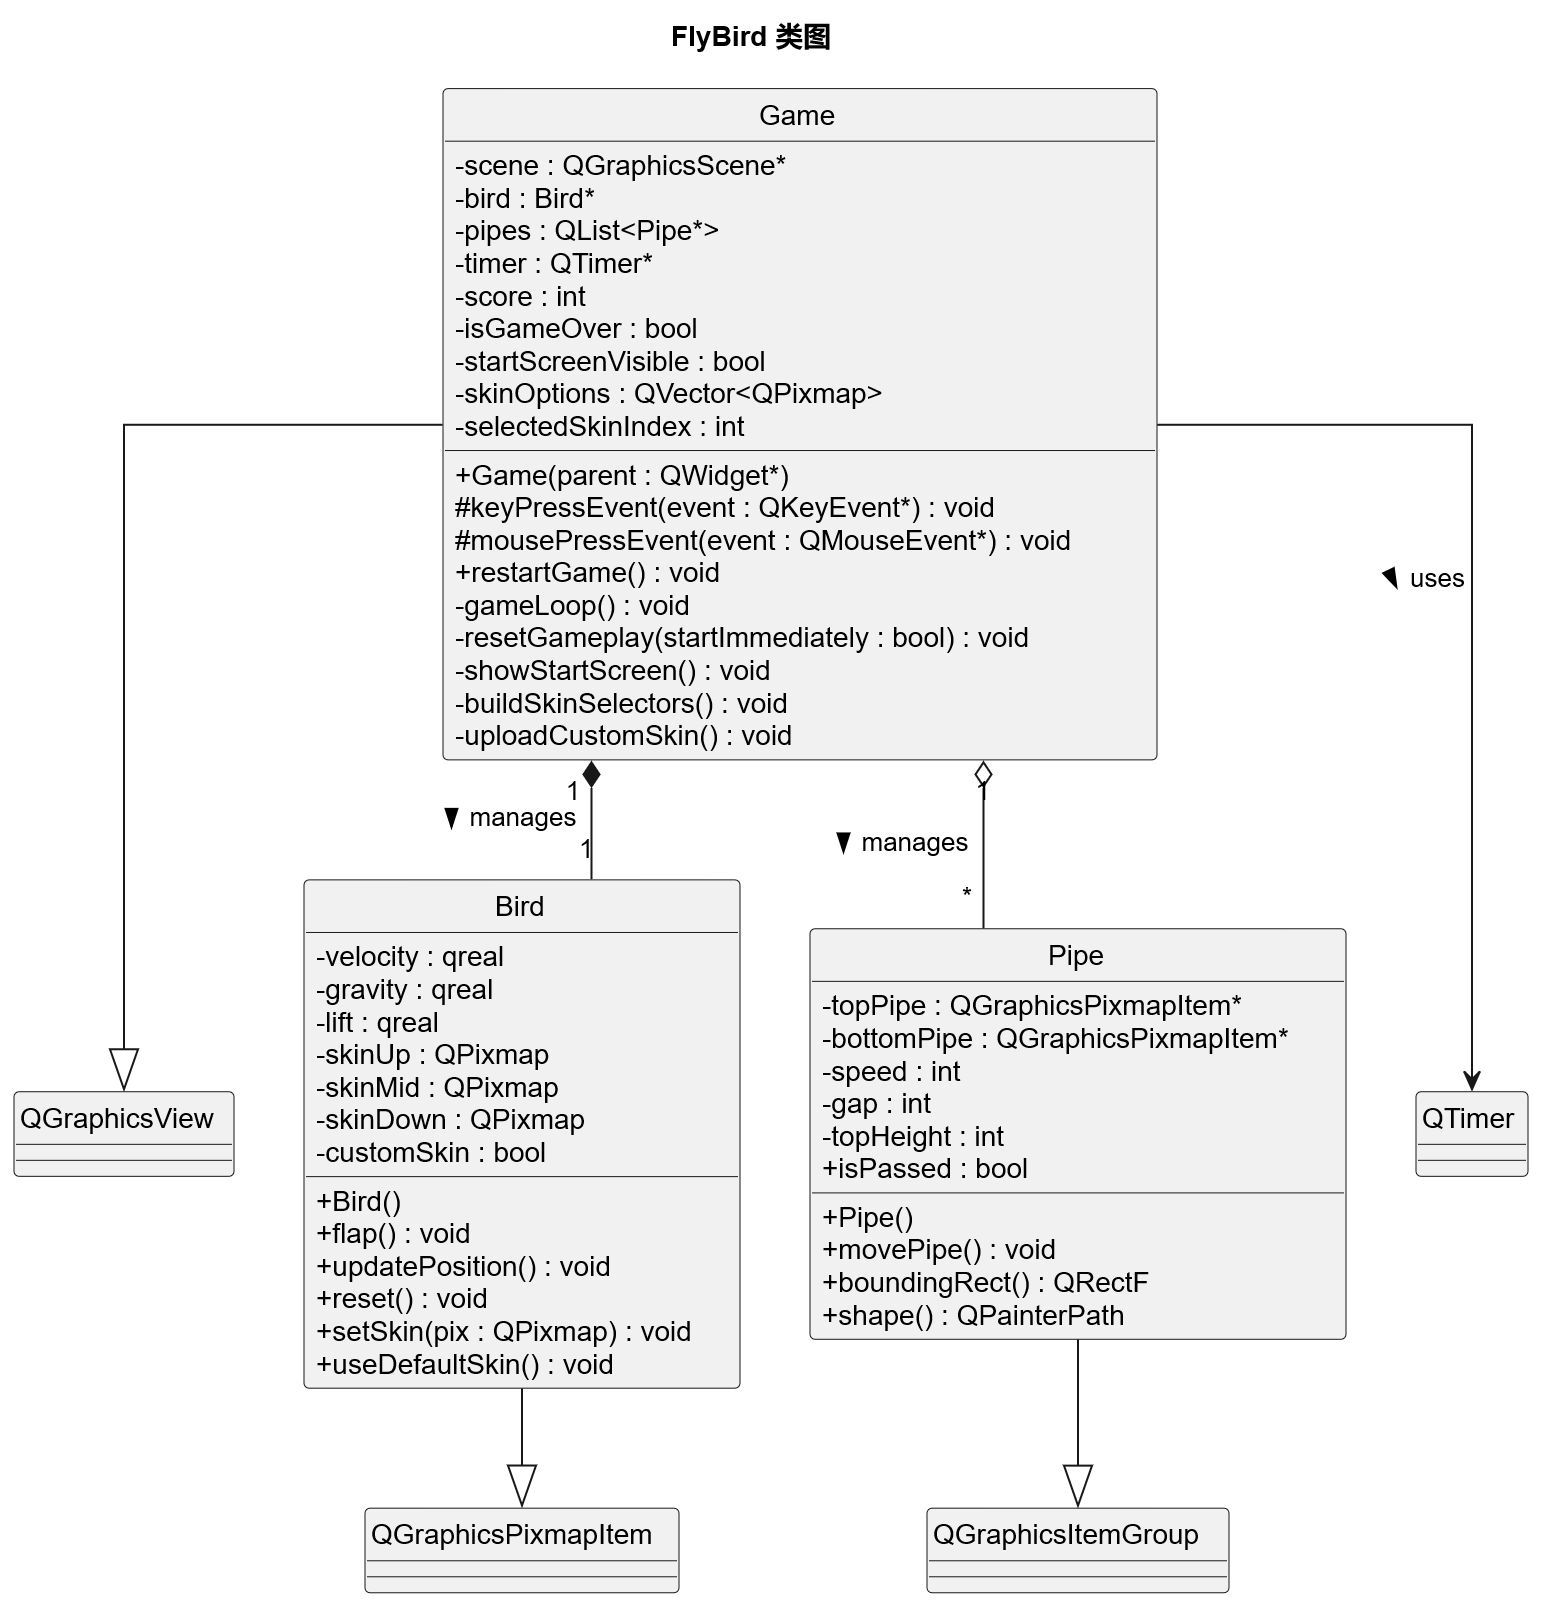 FlyBird 类图
Game
-scene : QGraphicsScene*
-bird : Bird*
-pipes : QList<Pipe*>
-timer : QTimer*
-score : int
-isGameOver : bool
-startScreenVisible : bool
-skinOptions : QVector<QPixmap>
-selectedSkinIndex : int
+Game(parent : QWidget*)
#keyPressEvent(event : QKeyEvent*) : void
#mousePressEvent(event : QMouseEvent*) : void
+restartGame() : void
-gameLoop() : void
-resetGameplay(startImmediately : bool) : void
-showStartScreen() : void
-buildSkinSelectors() : void
-uploadCustomSkin() : void
uses
1
manages
1
1
manages
*
Bird
-velocity : qreal
-gravity : qreal
-lift : qreal
-skinUp : QPixmap
-skinMid : QPixmap
-skinDown : QPixmap
-customSkin : bool
+Bird()
+flap() : void
+updatePosition() : void
+reset() : void
+setSkin(pix : QPixmap) : void
+useDefaultSkin() : void
Pipe
-topPipe : QGraphicsPixmapItem*
-bottomPipe : QGraphicsPixmapItem*
-speed : int
-gap : int
-topHeight : int
+isPassed : bool
+Pipe()
+movePipe() : void
+boundingRect() : QRectF
+shape() : QPainterPath
QGraphicsView
QTimer
QGraphicsPixmapItem
QGraphicsItemGroup